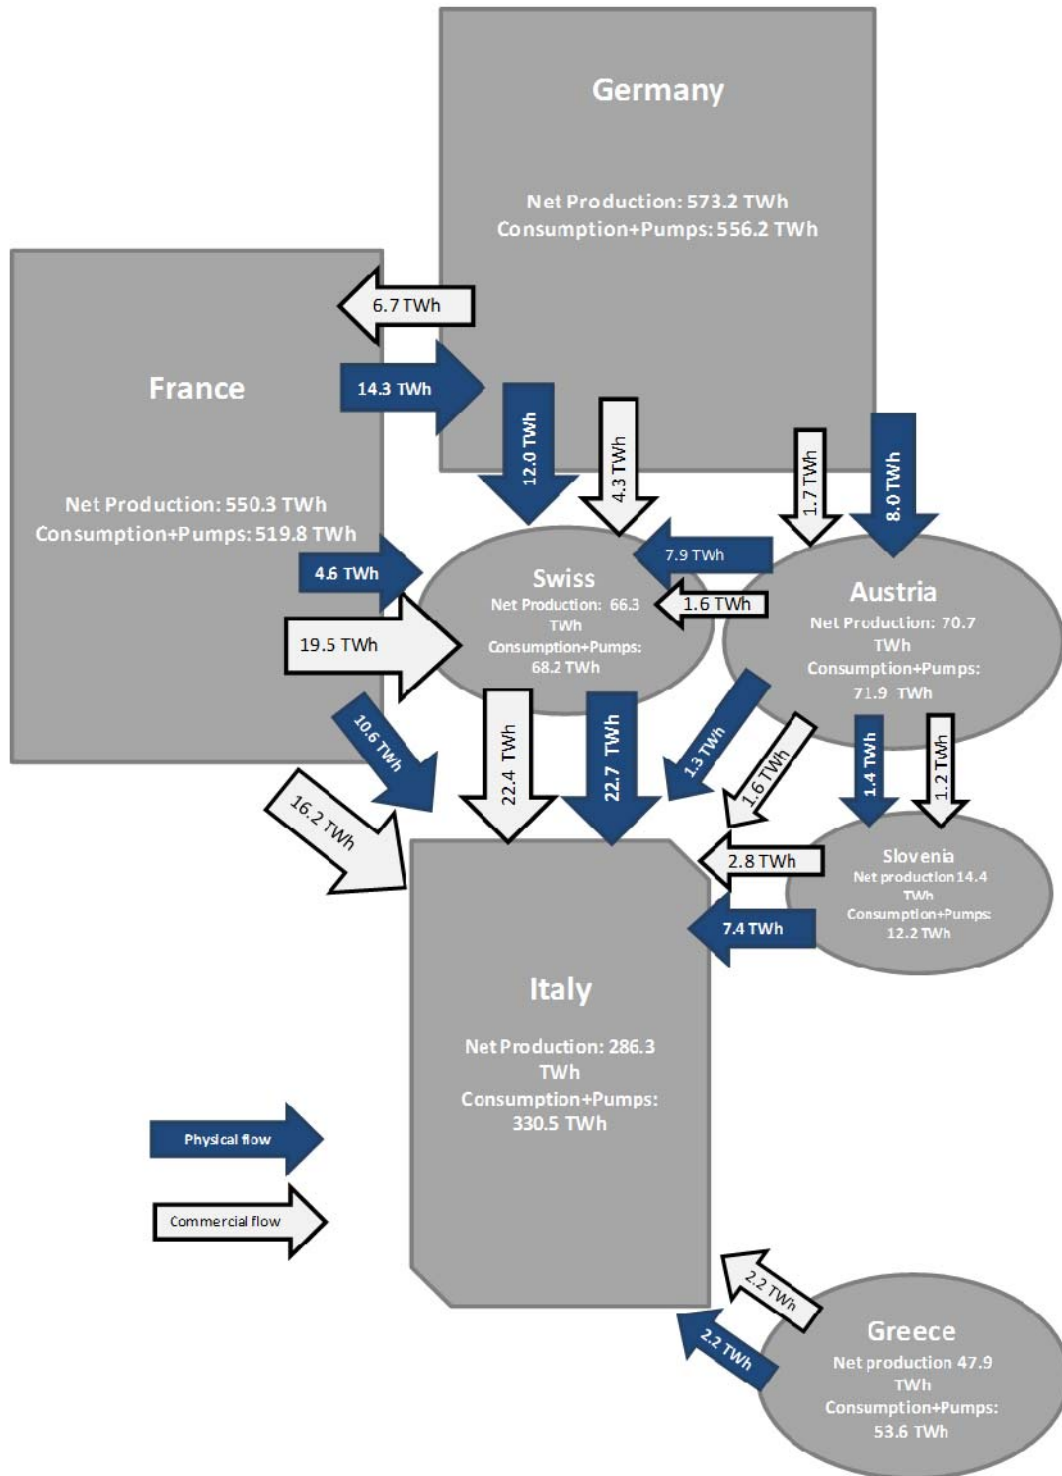 Germany
Net Production: 573.2 TWh
Consumption+Pumps: 556.2 TWh
6.7 TWh
14.3 TWh
France
Net Production: 550.3 TWh
Consumption+Pumps: 519.8 TWh
12.0 TWh
4.3 TWh
1.7 TWh
8.0 TWh
4.6 TWh
19.5 TWh
7.9 TWh
1.6 TWh
Swiss
Net Production: 66.3
TWh
Consumption+Pumps:
68.2 TWh
Austria
Net Production: 70.7
TWh
Consumption+Pumps:
71.9 TWh
10.6 TWh
16.2 TWh
22.4 TWh
22.7 TWh
1.3 TWh
1.6 TWh
1.4 TWh
1.2 TWh
2.8 TWh
7.4 TWh
Slovenia
Net production 14.4
TWh
Consumption+Pumps:
12.2 TWh
Italy
Net Production: 286.3
TWh
Consumption+Pumps:
330.5 TWh
Physical flow
Commercial flow
2.2 TWh
2.2 TWh
Greece
Net production 47.9
TWh
Consumption+Pumps:
53.6 TWh